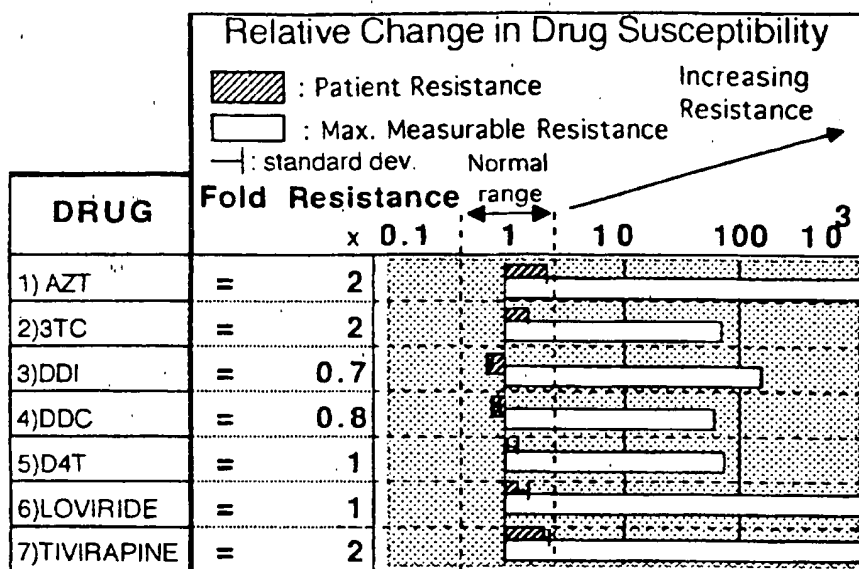 Relative Change in Drug Susceptibility
: Patient Resistance
Increasing
Resistance
: Max. Measurable Resistance
: standard dev.
Normal
range
DRUG
Fold Resistance
x 0.1 1 10 100 10³
1) AZT = 2
2)3TC = 2
3)DDI = 0.7
4)DDC = 0.8
5)D4T = 1
6)LOVIRIDE = 1
7)TIVIRAPINE = 2